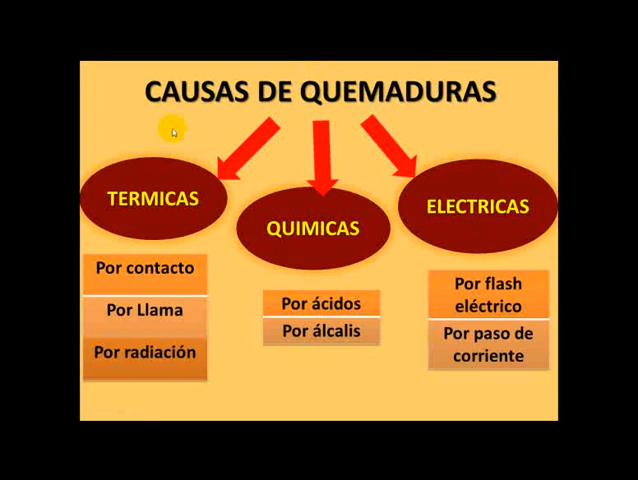 CAUSAS DE QUEMADURAS
TERMICAS
Por contacto
Por Llama
Por radiación
QUIMICAS
Por ácidos
Por álcalis
ELECTRICAS
Por flash
eléctrico
Por paso de
corriente